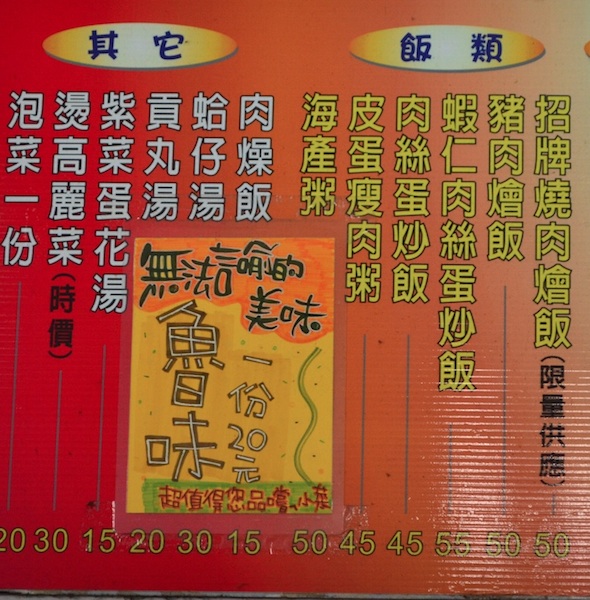 飯類
招牌燒肉燴飯(限量供應)
50
豬肉燴飯
50
蝦仁肉絲蛋炒飯
55
肉絲蛋炒飯
45
皮蛋瘦肉粥
45
海產粥
50
其它
肉燥飯
15
蛤仔湯
30
貢丸湯
20
紫菜蛋花湯
15
燙高麗菜(時價)
30
泡菜一份
20
無法言喻的
美味
魯味
一份20元
超值得您品嚐ㄟ小菜